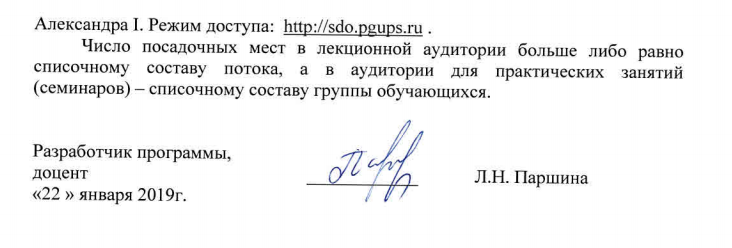 Александра I. Режим доступа: http://sdo.pgups.ru .
Число посадочных мест в лекционной аудитории больше либо равно
списочному составу потока, а в аудитории для практических занятий
(семинаров) – списочному составу группы обучающихся.
Разработчик программы,
доцент
Л.Н. Паршина
«22 » января 2019г.